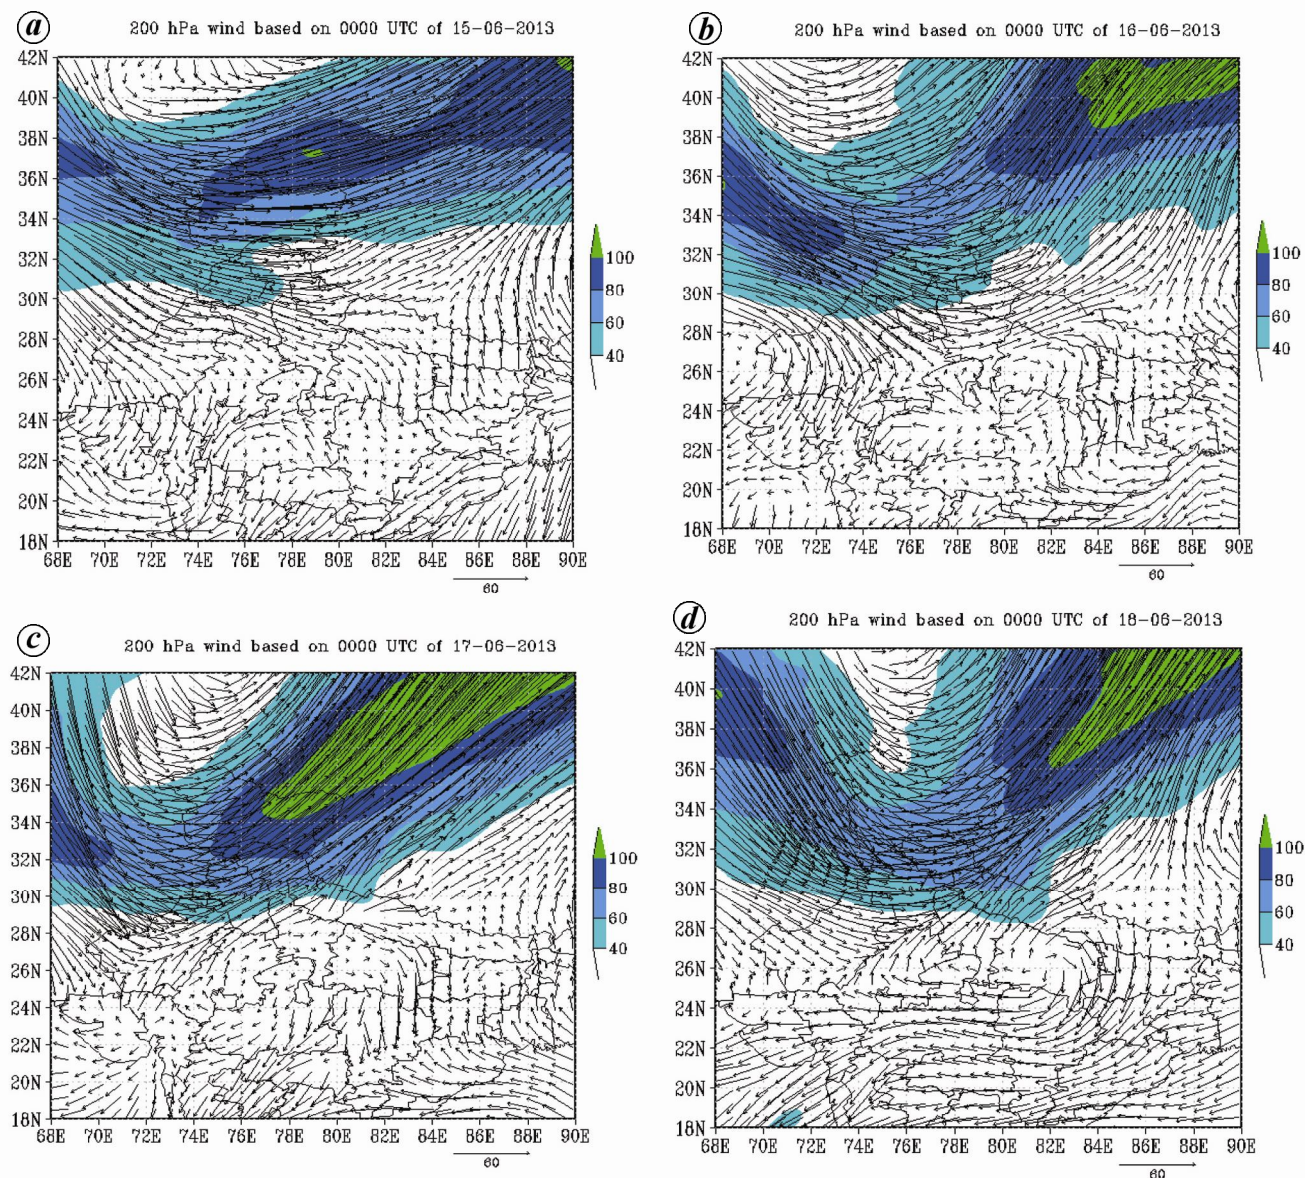 a
200 hPa wind based on 0000 UTC of 15-06-2013
42N
40N
38N
36N
34N
32N
30N
28N
26N
24N
22N
20N
18N
68E 70E 72E 74E 76E 78E 80E 82E 84E 86E 88E 90E
60
100
80
60
40
b
200 hPa wind based on 0000 UTC of 16-06-2013
42N
40N
38N
36N
34N
32N
30N
28N
26N
24N
22N
20N
18N
68E 70E 72E 74E 76E 78E 80E 82E 84E 86E 88E 90E
60
100
80
60
40
c
200 hPa wind based on 0000 UTC of 17-06-2013
42N
40N
38N
36N
34N
32N
30N
28N
26N
24N
22N
20N
18N
68E 70E 72E 74E 76E 78E 80E 82E 84E 86E 88E 90E
60
100
80
60
40
d
200 hPa wind based on 0000 UTC of 18-06-2013
42N
40N
38N
36N
34N
32N
30N
28N
26N
24N
22N
20N
18N
68E 70E 72E 74E 76E 78E 80E 82E 84E 86E 88E 90E
60
100
80
60
40